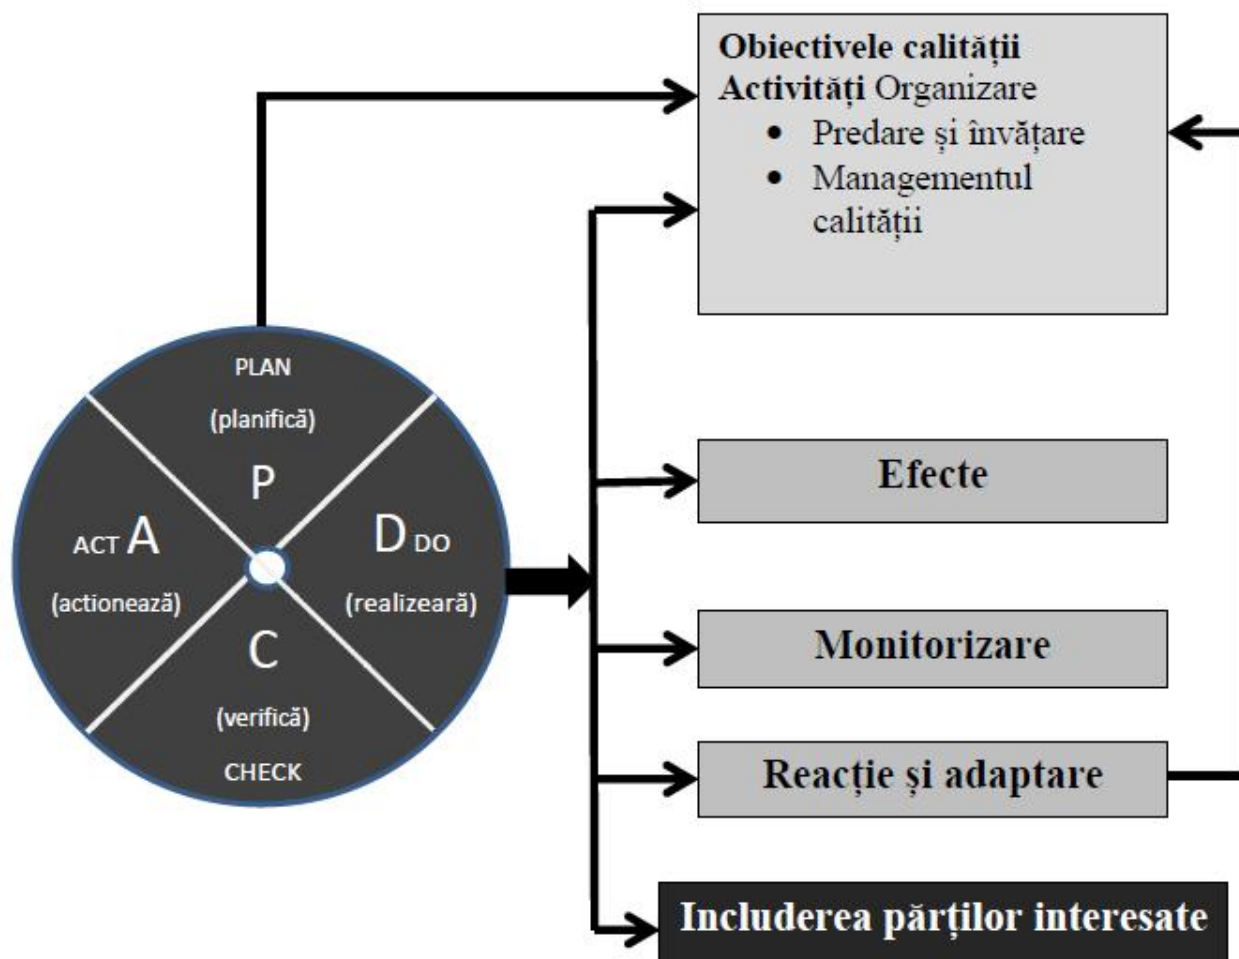 Obiectivele calității
Activități Organizare
• Predare și învățare
• Managementul
calității
PLAN
(planifică)
P
ACT A
(actionează)
D DO
(realizeară)
C
(verifică)
CHECK
Efecte
Monitorizare
Reacție și adaptare
Includerea părților interesate